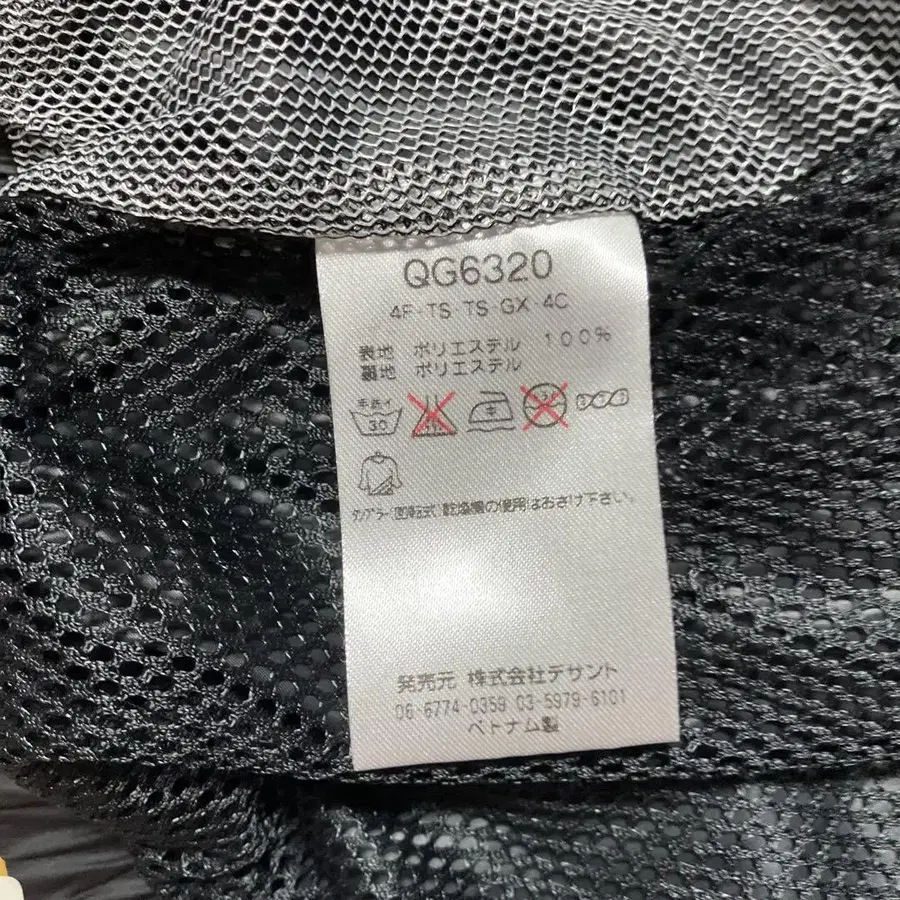 QG6320
4F-TS TS-GX-4C
表地 ポリエステル 100%
裏地 ポリエステル
手洗イ
30
タンブラー(回転式)乾燥機の使用はおさけ下さい。
発売元 株式会社デサント
06-6774-0359 03-5979-6101
ベトナム製